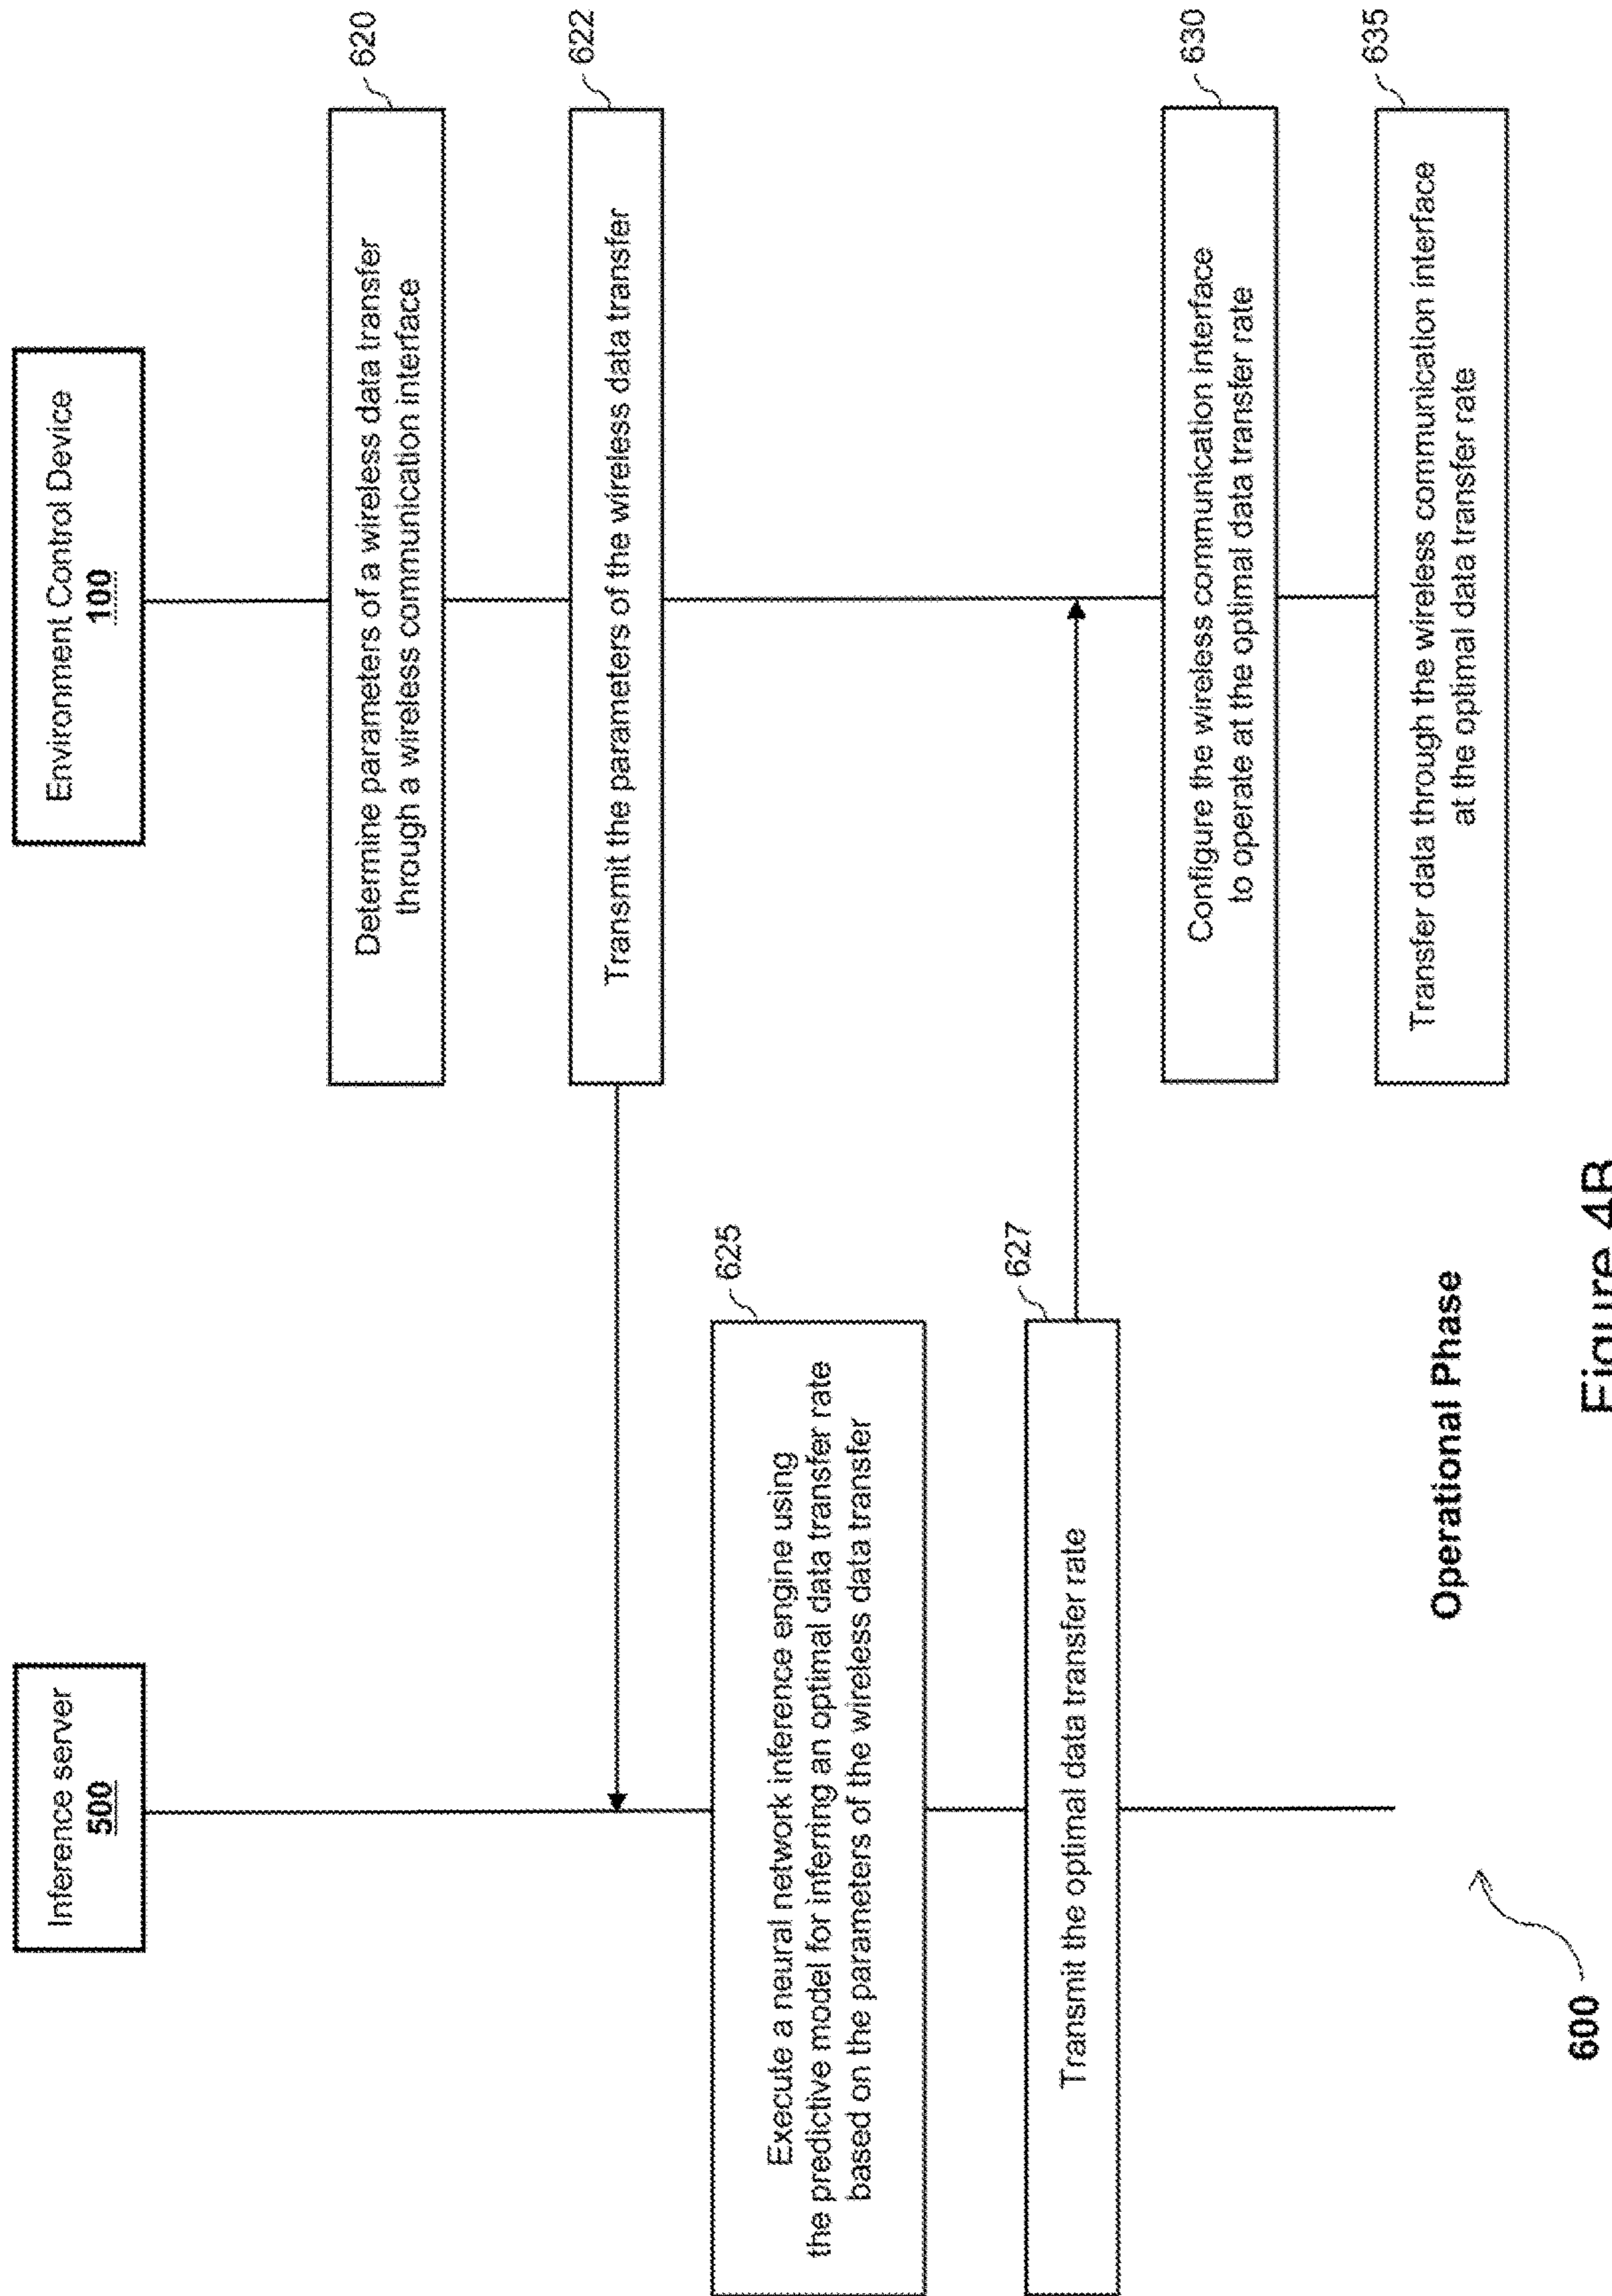 Inference server
500
Environment Control Device
100
Determine parameters of a wireless data transfer
through a wireless communication interface
620
Transmit the parameters of the wireless data transfer
622
Execute a neural network inference engine using
the predictive model for inferring an optimal data transfer rate
based on the parameters of the wireless data transfer
625
Transmit the optimal data transfer rate
627
Configure the wireless communication interface
to operate at the optimal data transfer rate
630
Transfer data through the wireless communication interface
at the optimal data transfer rate
635
Operational Phase
600
Figure 4B